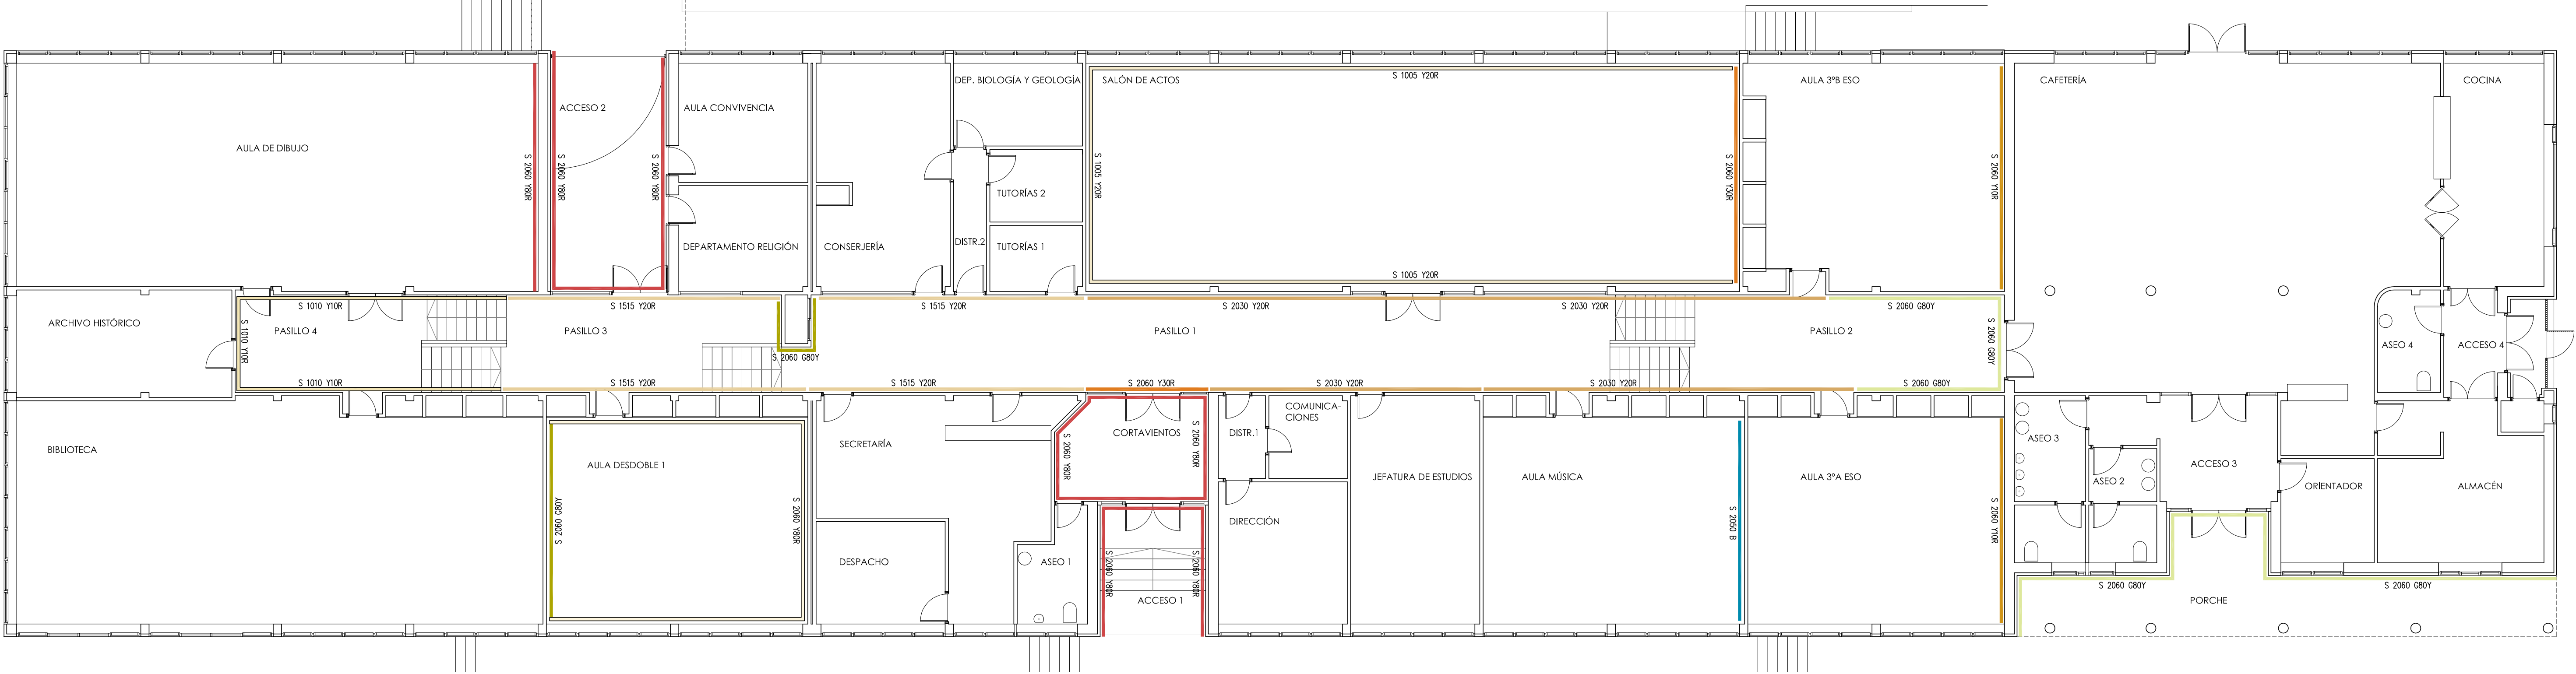 S 1005 Y20R
DEP. BIOLOGÍA Y GEOLOGÍA
SALÓN DE ACTOS
AULA 3ºB ESO
CAFETERÍA
COCINA
ACCESO 2
AULA CONVIVENCIA
AULA DE DIBUJO
S 2060 Y80R
S 2060 Y80R
S 2060 Y80R
S 1005 Y20R
S 2060 Y30R
S 2060 Y10R
TUTORÍAS 2
DEPARTAMENTO RELIGIÓN
CONSERJERÍA
DISTR.2
TUTORÍAS 1
S 1005 Y20R
S 1010 Y10R
S 1515 Y20R
S 1515 Y20R
S 2030 Y20R
S 2030 Y20R
S 2060 G80Y
ARCHIVO HISTÓRICO
S 1010 Y10R
PASILLO 4
PASILLO 3
PASILLO 1
PASILLO 2
S 2060 G80Y
ASEO 4
ACCESO 4
S 2060 G80Y
S 1010 Y10R
S 1515 Y20R
S 1515 Y20R
S 2060 Y30R
S 2030 Y20R
S 2030 Y20R
S 2060 G80Y
BIBLIOTECA
AULA DESDOBLE 1
SECRETARÍA
S 2060 Y80R
CORTAVIENTOS
S 2060 Y80R
DISTR.1
COMUNICA-
CIONES
ASEO 3
ACCESO 3
S 2060 G80Y
S 2060 Y80R
JEFATURA DE ESTUDIOS
AULA MÚSICA
AULA 3ºA ESO
ASEO 2
ORIENTADOR
ALMACÉN
DIRECCIÓN
S 2050 B
S 2060 Y10R
DESPACHO
ASEO 1
S 2060 Y80R
S 2060 Y80R
ACCESO 1
S 2060 G80Y
S 2060 G80Y
PORCHE